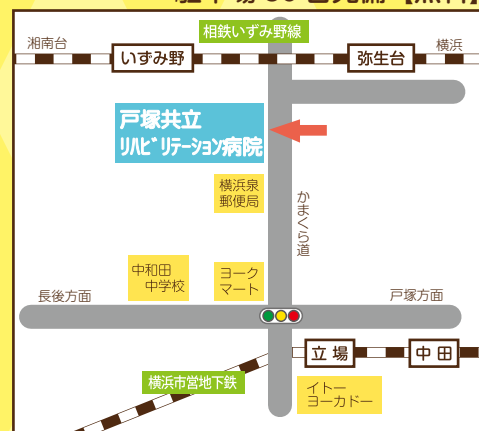 相鉄いずみ野線
湘南台
横浜
いずみ野
弥生台
戸塚共立
リハビリテーション病院
横浜泉
郵便局
かまくら道
中和田
中学校
ヨーク
マート
長後方面
戸塚方面
立場
中田
横浜市営地下鉄
イトー
ヨーカドー